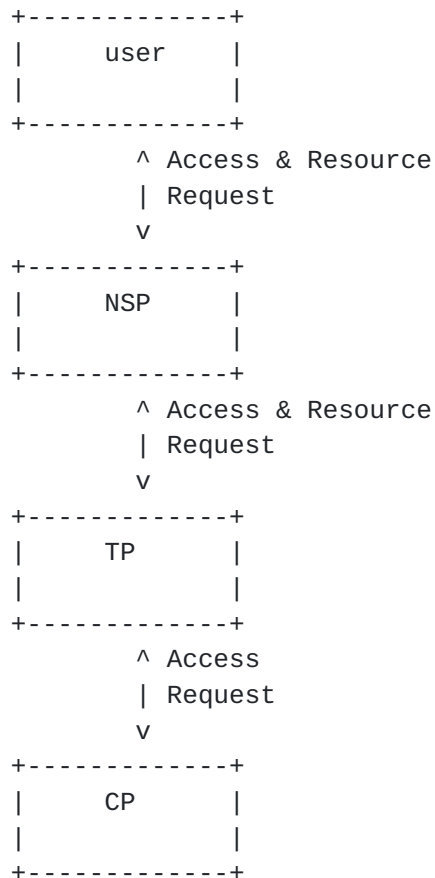 +-------------+
|     user    |
|             |
+-------------+
        ^ Access & Resource
        | Request
        v
+-------------+
|     NSP     |
|             |
+-------------+
        ^ Access & Resource
        | Request
        v
+-------------+
|     TP      |
|             |
+-------------+
        ^ Access
        | Request
        v
+-------------+
|     CP      |
|             |
+-------------+